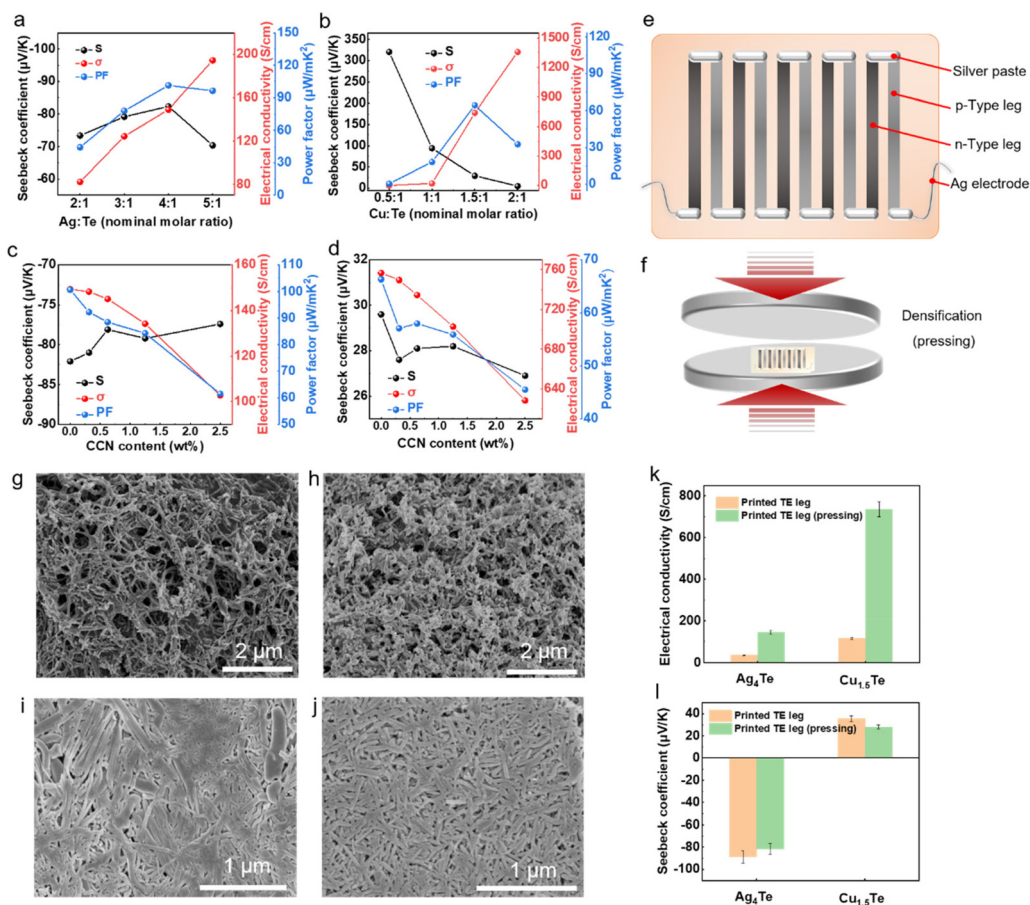 a
-100
-90
-80
-70
-60
Seebeck coefficient (μV/K)
S
σ
PF
2:1
3:1
4:1
5:1
Ag:Te (nominal molar ratio)
200
160
120
80
Electrical conductivity (S/cm)
150
120
90
60
30
0
Power factor (μW/mK²)
b
350
300
250
200
150
100
50
0
Seebeck coefficient (μV/K)
S
σ
PF
0.5:1
1:1
1.5:1
2:1
Cu:Te (nominal molar ratio)
1500
1200
900
600
300
0
Electrical conductivity (S/cm)
120
90
60
30
0
Power factor (μW/mK²)
c
-70
-75
-80
-85
-90
Seebeck coefficient (μV/K)
S
σ
PF
0.0
0.5
1.0
1.5
2.0
2.5
CCN content (wt%)
160
140
120
100
Electrical conductivity (S/cm)
110
100
90
80
70
60
50
Power factor (μW/mK²)
d
32
30
28
26
Seebeck coefficient (μV/K)
S
σ
PF
0.0
0.5
1.0
1.5
2.0
2.5
CCN content (wt%)
760
720
680
640
Electrical conductivity (S/cm)
70
60
50
40
Power factor (μW/mK²)
e
Silver paste
p-Type leg
n-Type leg
Ag electrode
f
Densification
(pressing)
g
2 μm
h
2 μm
i
1 μm
j
1 μm
k
800
600
400
200
100
0
Electrical conductivity (S/cm)
Printed TE leg
Printed TE leg (pressing)
Ag₄Te
Cu₁.₅Te
l
40
20
0
-20
-40
-60
-80
-100
Seebeck coefficient (μV/K)
Printed TE leg
Printed TE leg (pressing)
Ag₄Te
Cu₁.₅Te